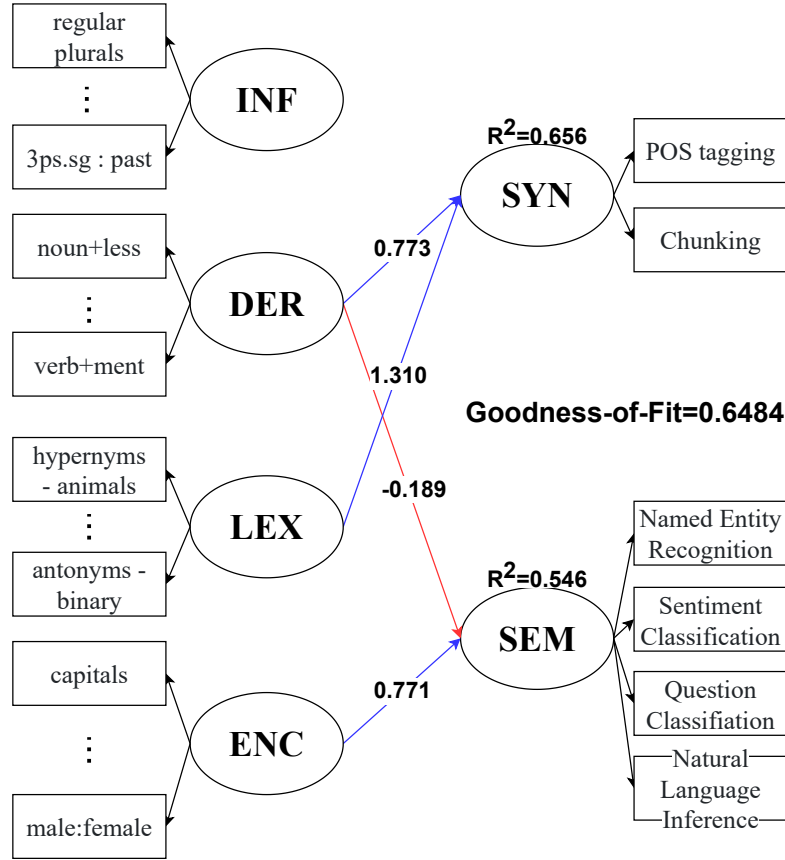 regular
plurals
⋮
3ps.sg : past
INF
noun+less
⋮
verb+ment
DER
hypernyms
- animals
⋮
antonyms -
binary
LEX
capitals
⋮
male:female
ENC
0.773
1.310
-0.189
0.771
R²=0.656
SYN
POS tagging
Chunking
Goodness-of-Fit=0.6484
R²=0.546
SEM
Named Entity
Recognition
Sentiment
Classification
Question
Classifiation
Natural
Language
Inference